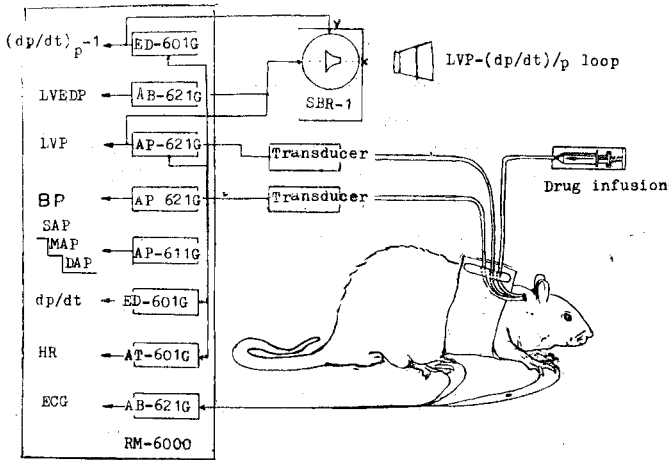 (dp/dt)p-1 ED-601G
y
x
SBR-1
LVP-(dp/dt)/p loop
LVEDP AB-621G
LVP AP-621G
Transducer
BP AP 621G
Transducer
Drug infusion
SAP
MAP
DAP
AP-611G
dp/dt ED-601G
HR AT-601G
ECG AB-621G
RM-6000